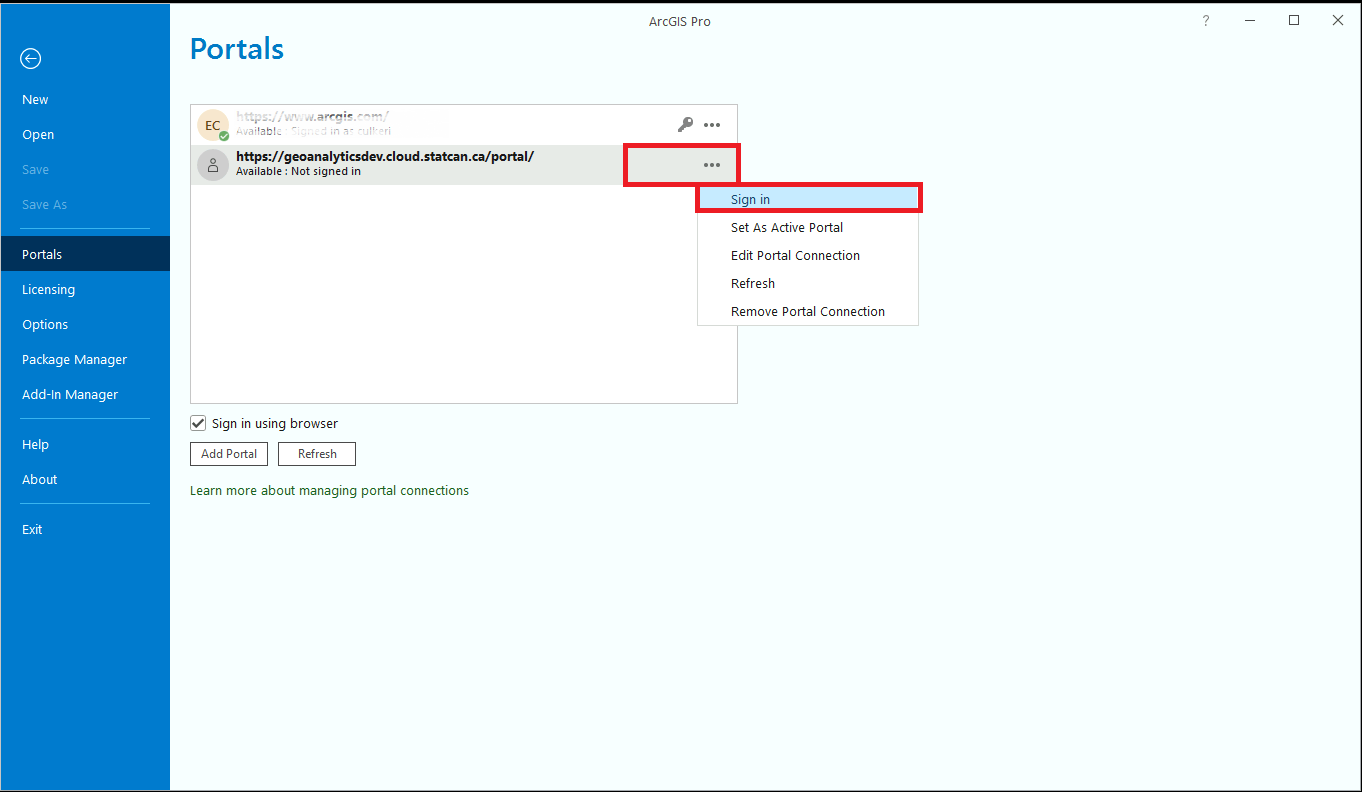 ArcGIS Pro
?
Portals
New
Open
Save
Save As
Portals
Licensing
Options
Package Manager
Add-In Manager
Help
About
Exit
EC
https://www.arcgis.com/
Available : Signed in as culkeri
https://geoanalyticsdev.cloud.statcan.ca/portal/
Available : Not signed in
Sign in
Set As Active Portal
Edit Portal Connection
Refresh
Remove Portal Connection
Sign in using browser
Add Portal
Refresh
Learn more about managing portal connections